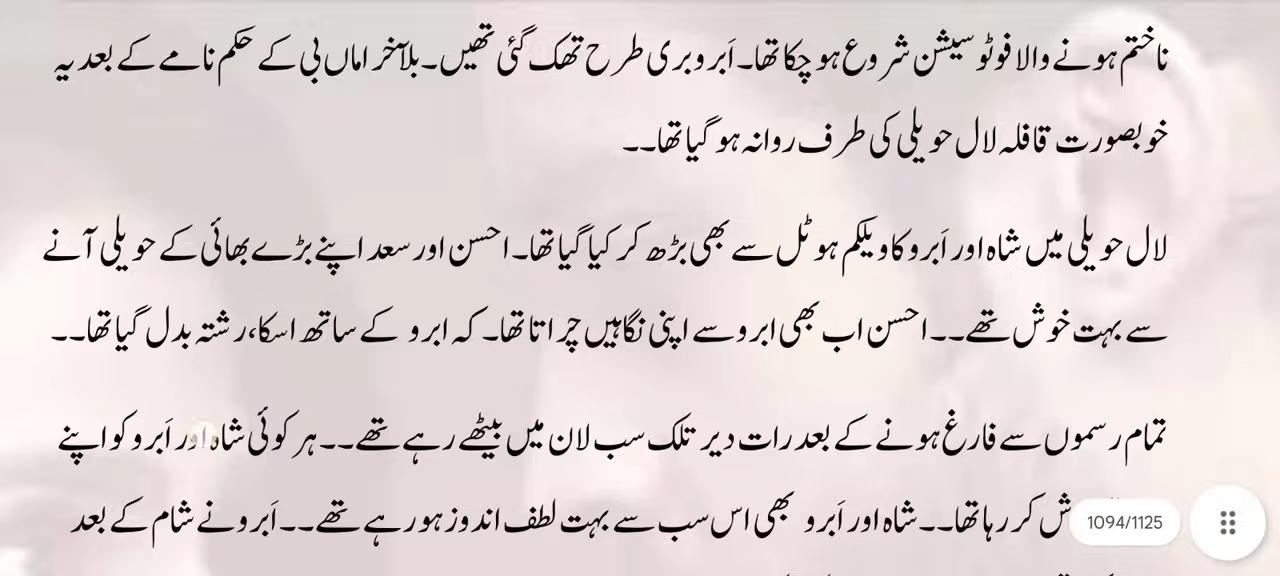 ناختم ہونے والا فوٹو سیشن شروع ہو چکا تھا۔ اَبرو بری طرح تھک گئی تھیں۔ بلآخر اماں بی کے حکم نامے کے بعد یہ
خوبصورت قافلہ لال حویلی کی طرف روانہ ہو گیا تھا۔۔
لال حویلی میں شاہ اور اَبرو کا ویلکم ہوٹل سے بھی بڑھ کر کیا گیا تھا۔ احسن اور سعد اپنے بڑے بھائی کے حویلی آنے
سے بہت خوش تھے۔۔ احسن اب بھی ابرو سے اپنی نگاہیں چراتا تھا۔ کہ ابرو کے ساتھ اسکا، رشتہ بدل گیا تھا۔۔
تمام رسموں سے فارغ ہونے کے بعد رات دیر تلک سب لان میں بیٹھے رہے تھے۔۔ ہر کوئی شاہ اور اَبرو کو اپنے
ش کر رہا تھا۔۔ شاہ اور اَبرو بھی اس سب سے بہت لطف اندوز ہو رہے تھے۔۔ اَبرو نے شام کے بعد
1094/1125